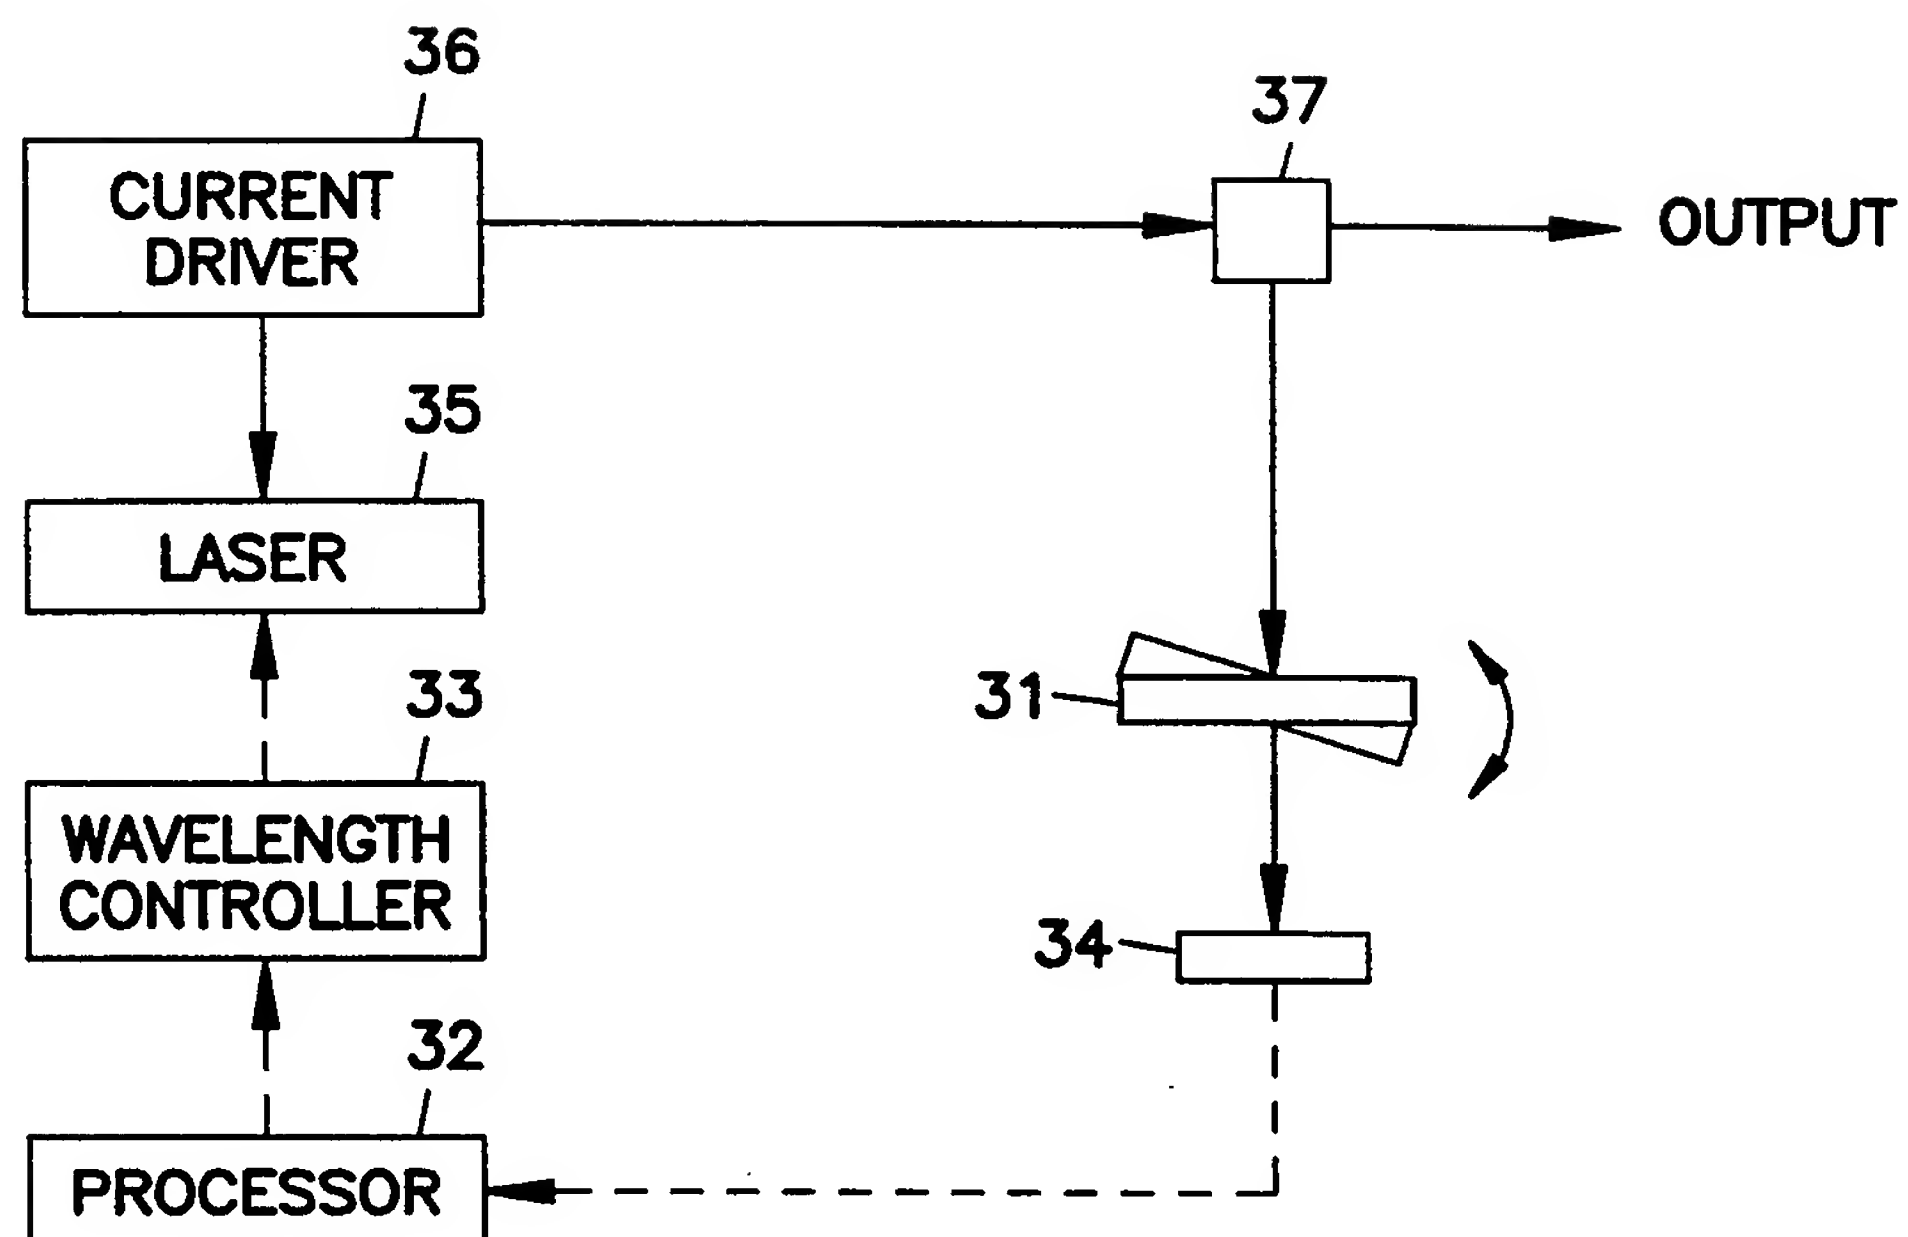 36
37
CURRENT
DRIVER
OUTPUT
35
LASER
33
31
WAVELENGTH
CONTROLLER
34
32
PROCESSOR